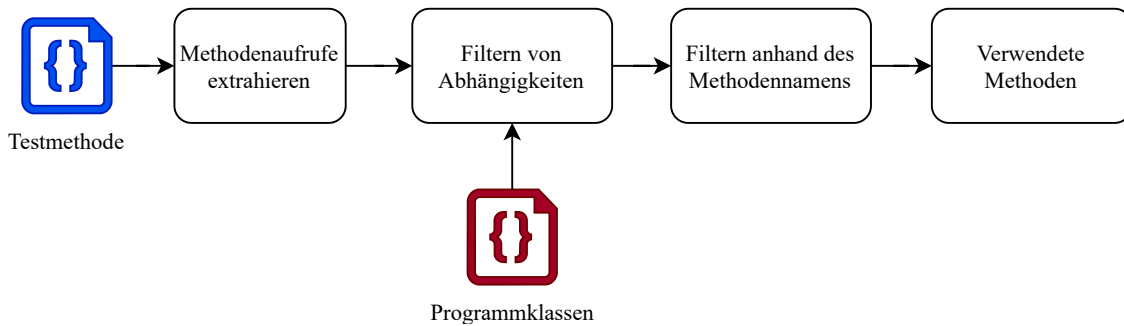 Methodenaufrufe
extrahieren
Filtern von
Abhängigkeiten
Filtern anhand des
Methodennamens
Verwendete
Methoden
{}
Testmethode
{}
Programmklassen